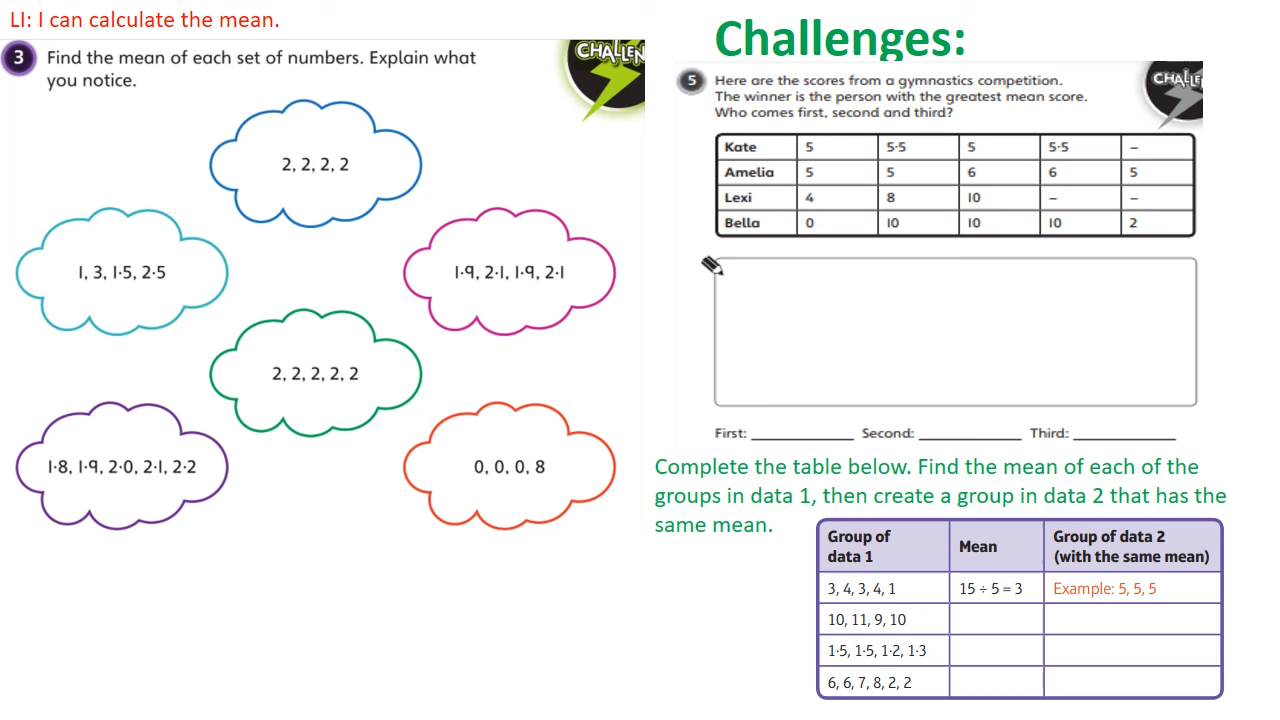 LI: I can calculate the mean.
3 Find the mean of each set of numbers. Explain what
you notice.
2, 2, 2, 2
1, 3, 1·5, 2·5
1·9, 2·1, 1·9, 2·1
2, 2, 2, 2, 2
1·8, 1·9, 2·0, 2·1, 2·2
0, 0, 0, 8
Challenges:
5 Here are the scores from a gymnastics competition.
The winner is the person with the greatest mean score.
Who comes first, second and third?
Kate 5 5·5 5 5·5 –
Amelia 5 5 6 6 5
Lexi 4 8 10 – –
Bella 0 10 10 10 2
First: ____________ Second: ____________ Third: ____________
Complete the table below. Find the mean of each of the
groups in data 1, then create a group in data 2 that has the
same mean.
Group of
data 1
Mean
Group of data 2
(with the same mean)
3, 4, 3, 4, 1 15 ÷ 5 = 3 Example: 5, 5, 5
10, 11, 9, 10
1·5, 1·5, 1·2, 1·3
6, 6, 7, 8, 2, 2